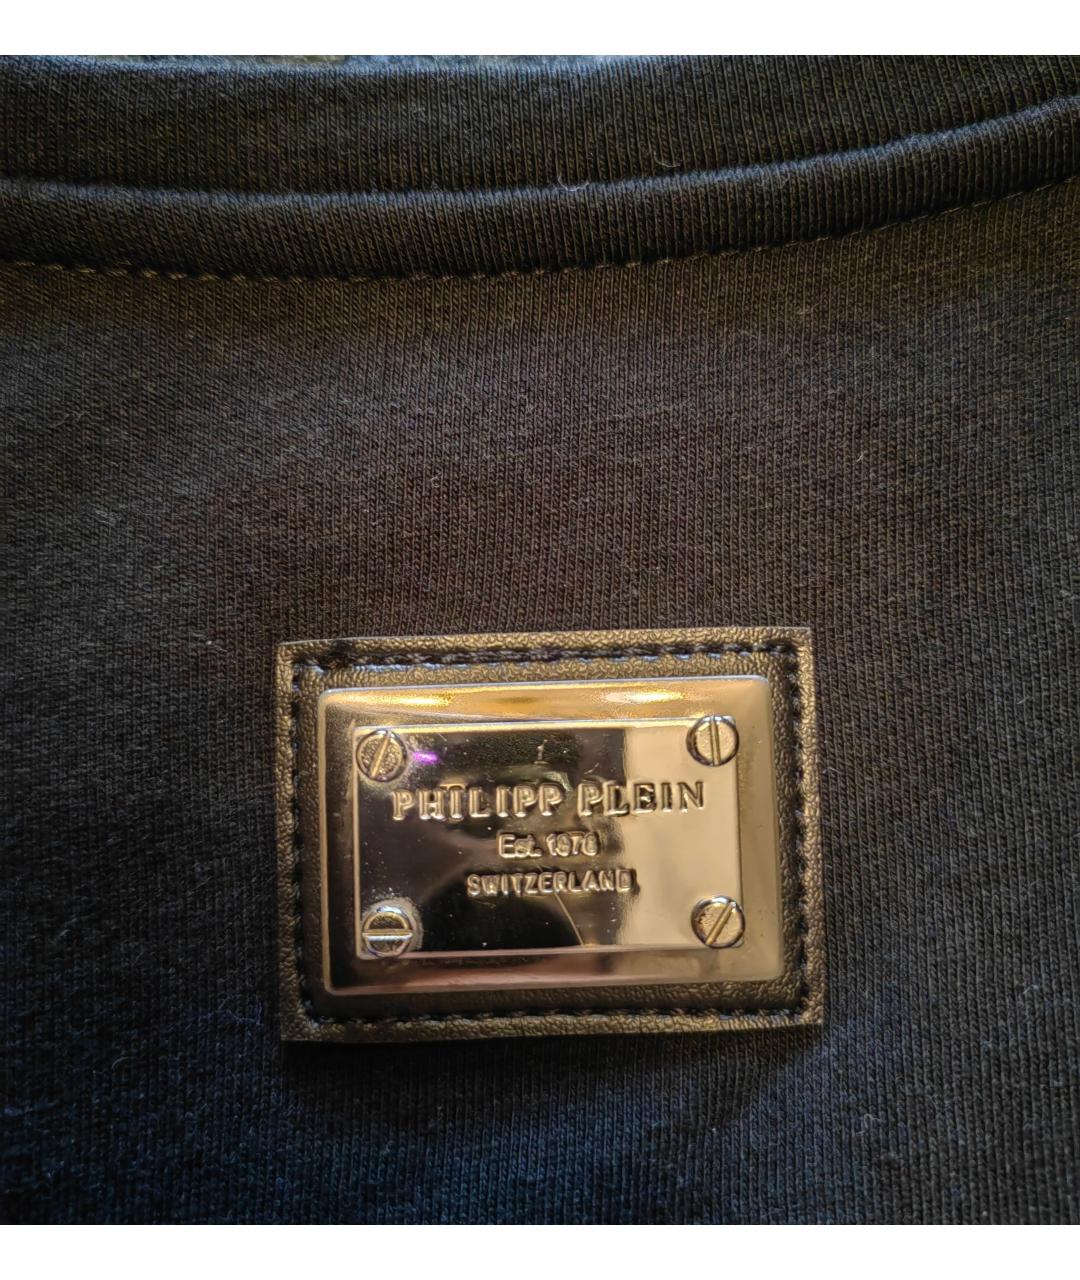 PHILIPP PLEIN
Est. 1978
SWITZERLAND